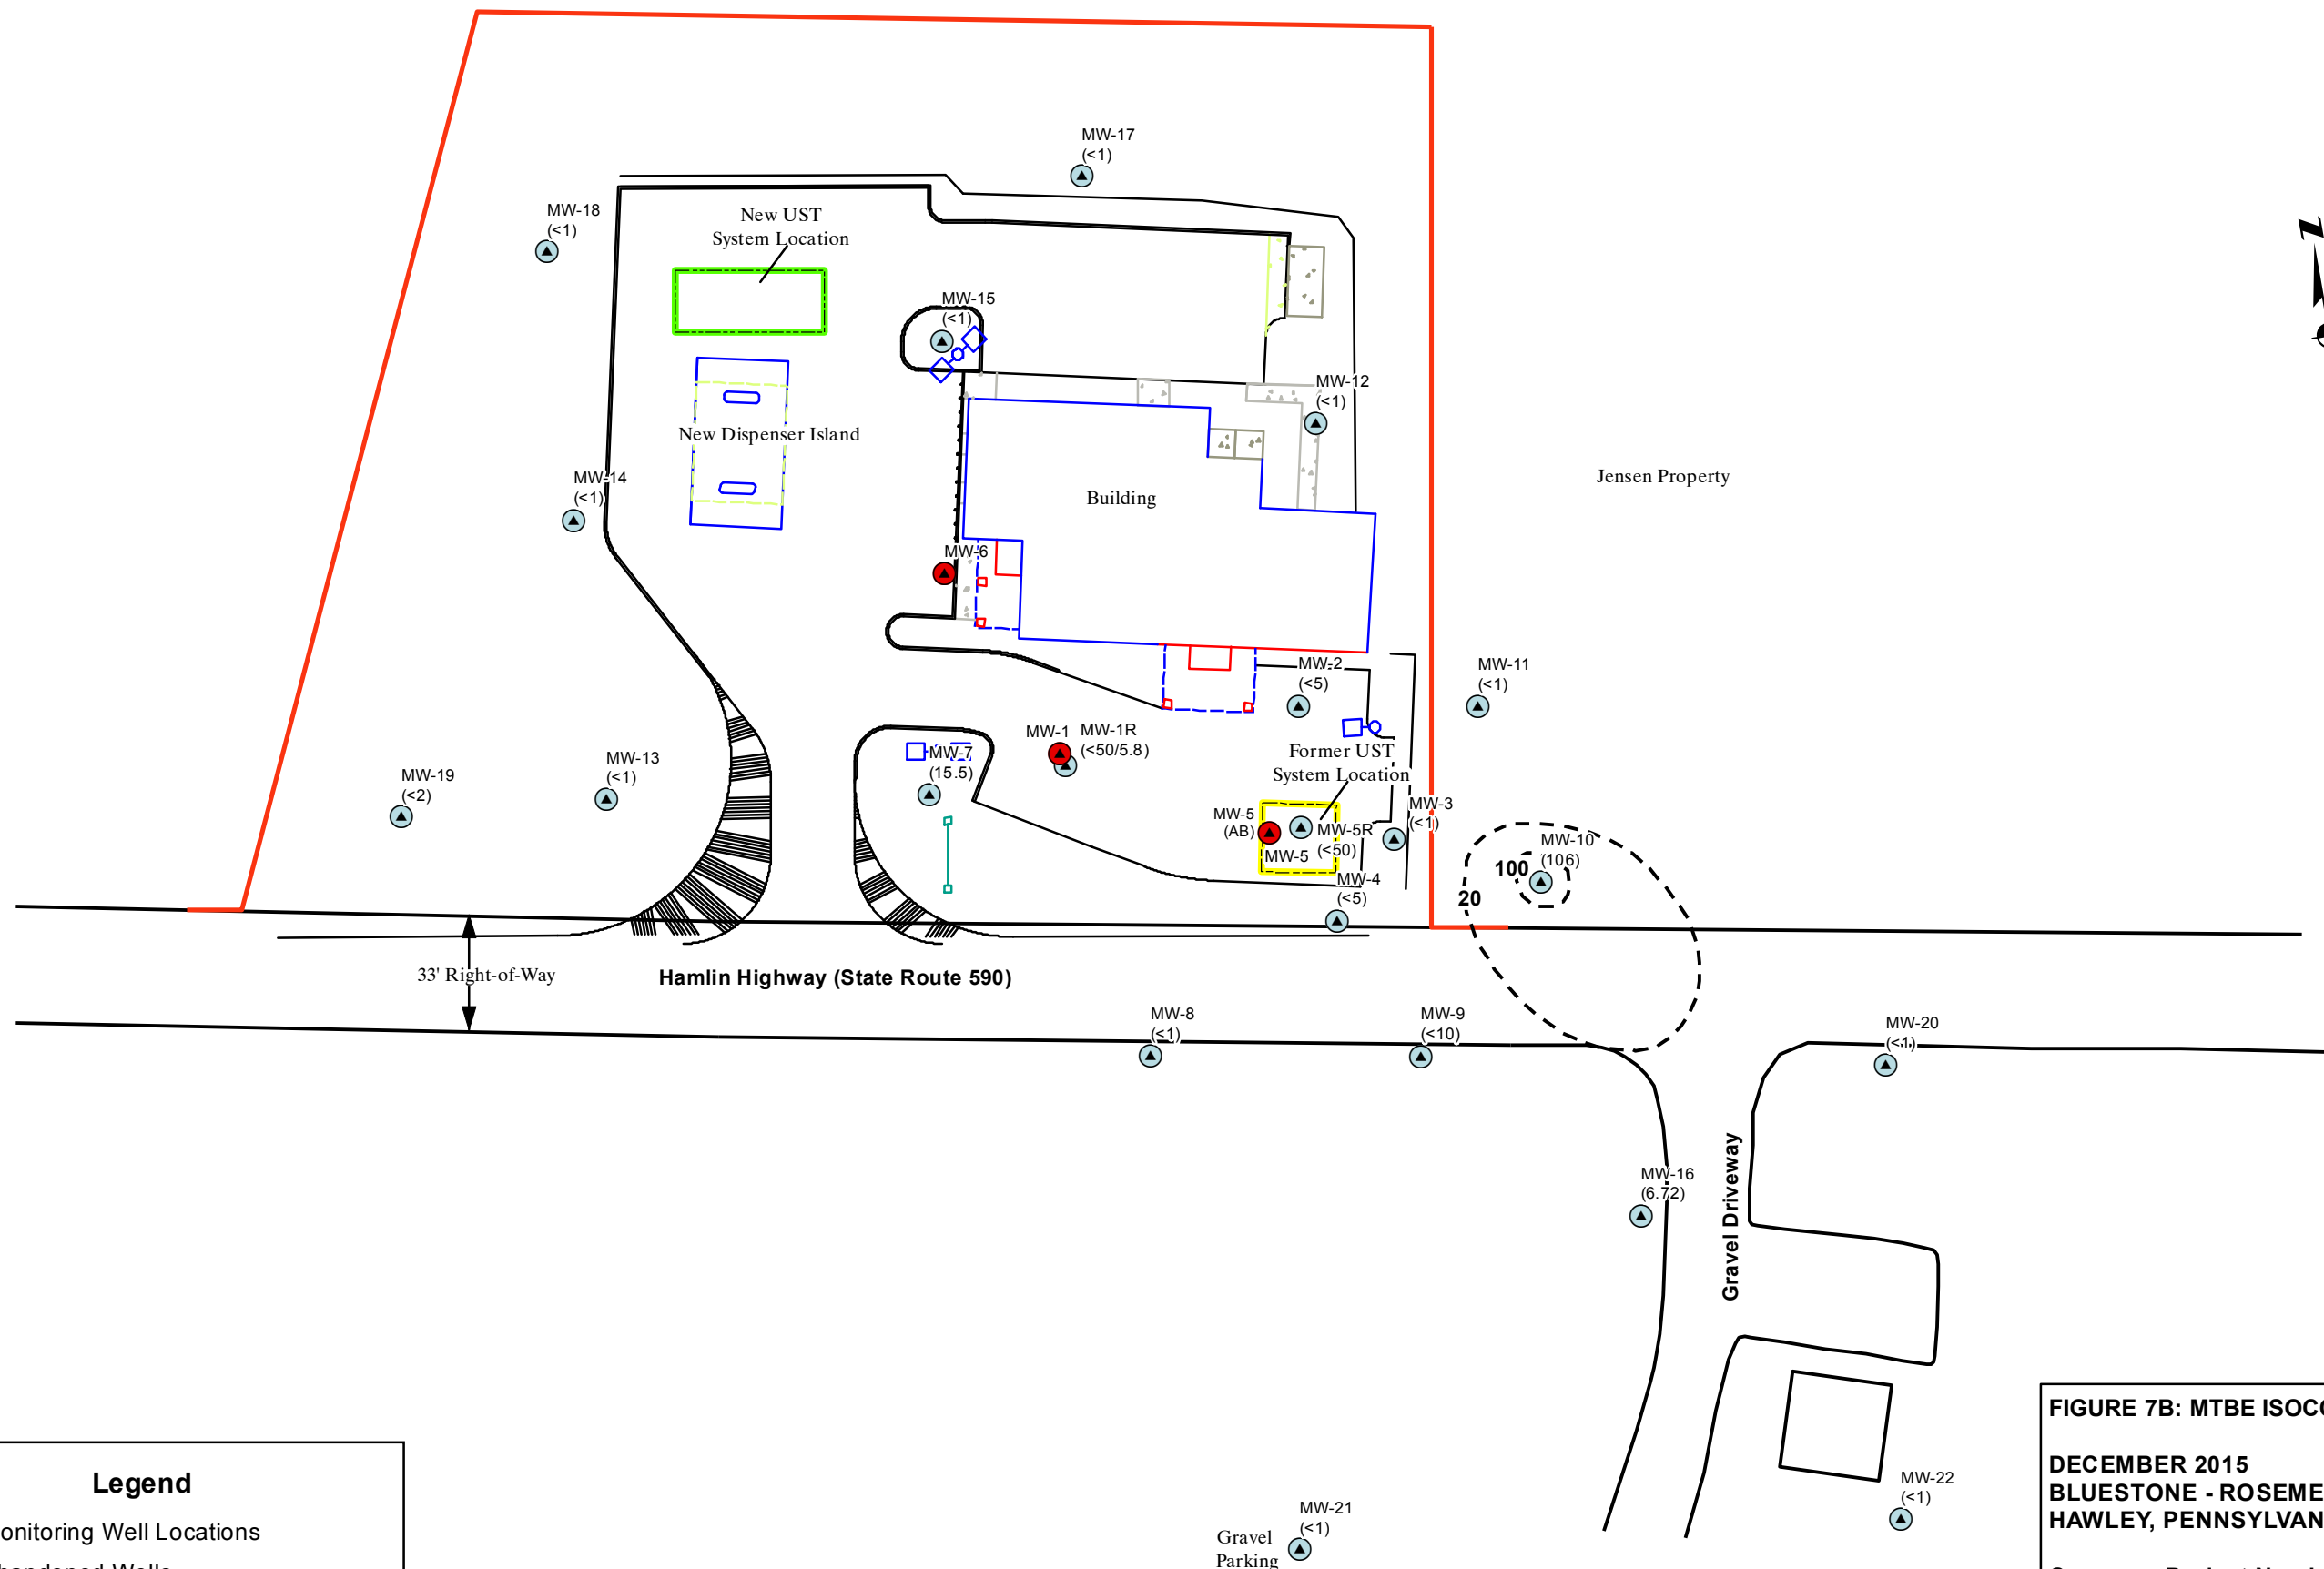 MW-17
(<1)
MW-18
(<1)
New UST
System Location
MW-15
(<1)
MW-12
(<1)
New Dispenser Island
Jensen Property
MW-14
(<1)
Building
MW-6
MW-2
(<5)
MW-11
(<1)
MW-1
MW-1R
(<50/5.8)
MW-7
(15.5)
Former UST
System Location
MW-13
(<1)
MW-19
(<2)
MW-3
(<1)
MW-5
(AB)
MW-5R
(<50)
MW-5
MW-10
(106)
100
20
MW-4
(<5)
33' Right-of-Way
Hamlin Highway (State Route 590)
MW-8
(<1)
MW-9
(<10)
MW-20
(<1)
MW-16
(6.72)
Gravel Driveway
MW-22
(<1)
MW-21
(<1)
Gravel
Parking
Legend
onitoring Well Locations
FIGURE 7B: MTBE ISOC
DECEMBER 2015
BLUESTONE - ROSEME
HAWLEY, PENNSYLVAN